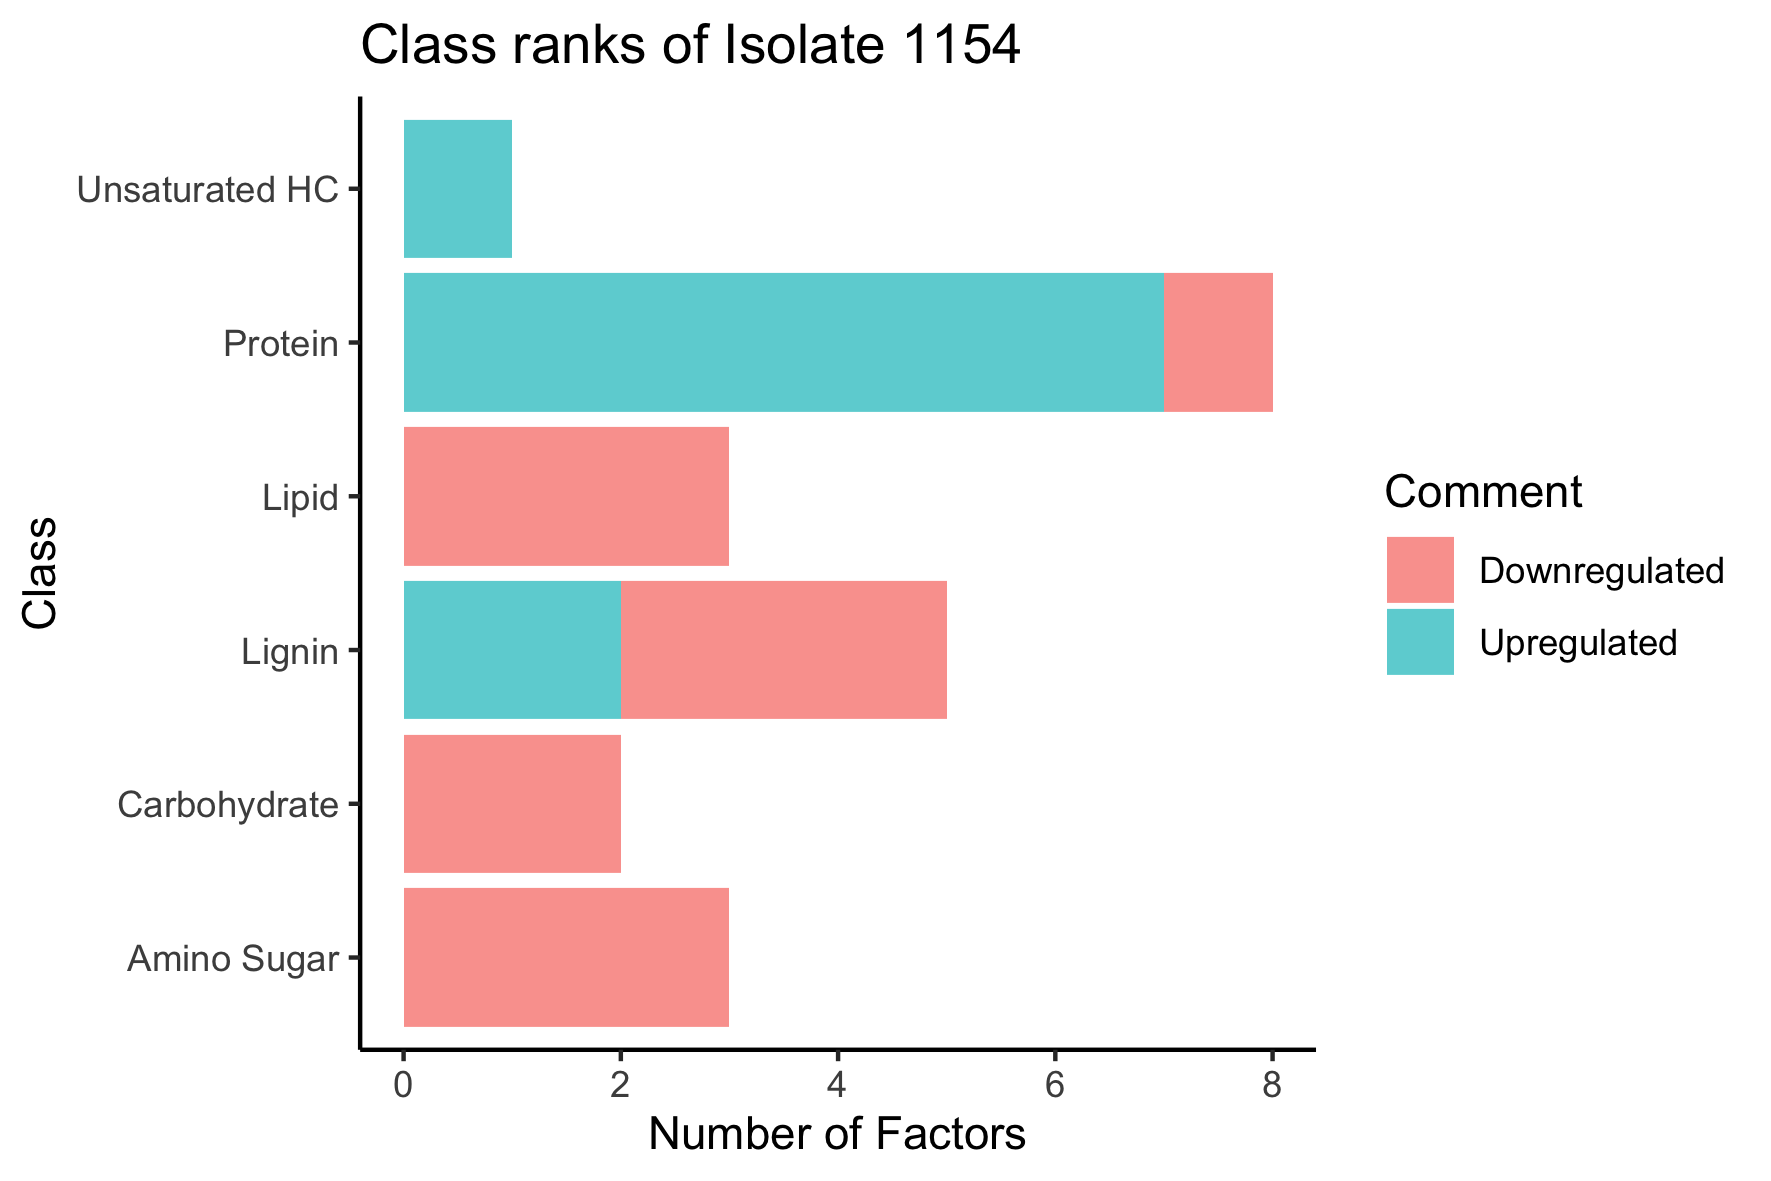 Class ranks of Isolate 1154
Unsaturated HC
Protein
Lipid
Lignin
Carbohydrate
Amino Sugar
Class
0 2 4 6 8
Number of Factors
Comment
Downregulated
Upregulated